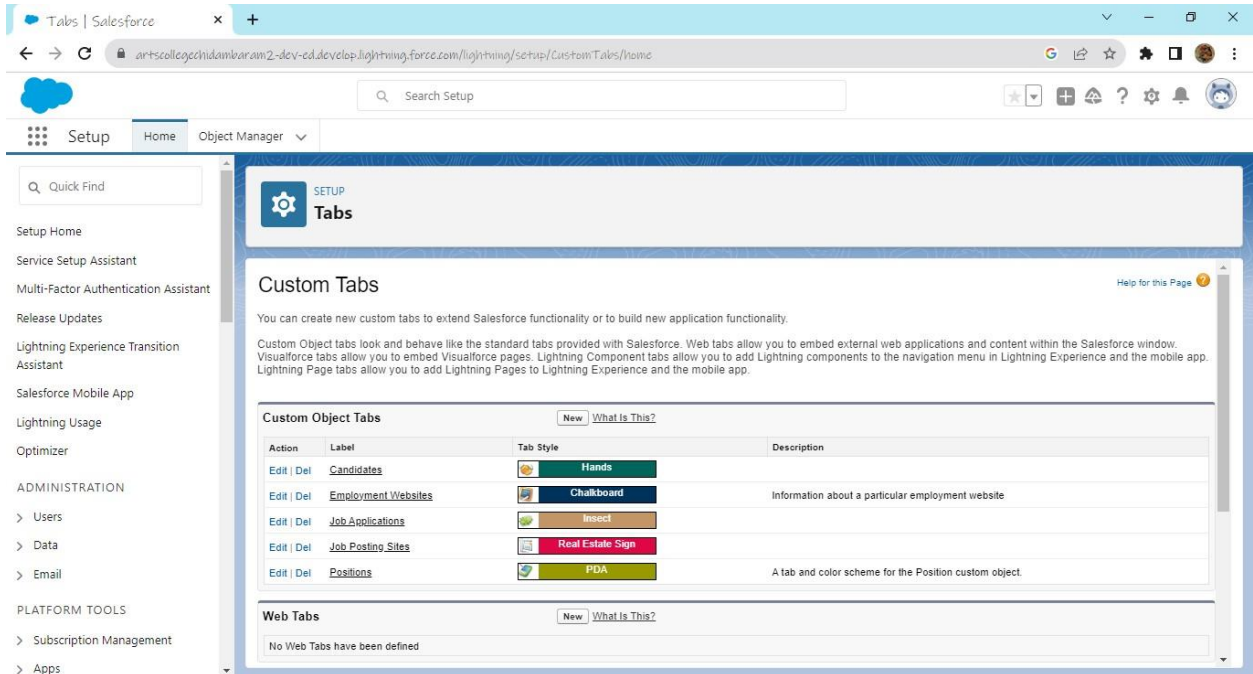 Tabs | Salesforce
artscollegechidambaram2-dev-ed.develop.lightning.force.com/lightning/setup/CustomTabs/home
Search Setup
Setup
Home
Object Manager
Quick Find
Setup Home
Service Setup Assistant
Multi-Factor Authentication Assistant
Release Updates
Lightning Experience Transition
Assistant
Salesforce Mobile App
Lightning Usage
Optimizer
ADMINISTRATION
Users
Data
Email
PLATFORM TOOLS
Subscription Management
Apps
SETUP
Tabs
Custom Tabs
Help for this Page
You can create new custom tabs to extend Salesforce functionality or to build new application functionality.
Custom Object tabs look and behave like the standard tabs provided with Salesforce. Web tabs allow you to embed external web applications and content within the Salesforce window.
Visualforce tabs allow you to embed Visualforce pages. Lightning Component tabs allow you to add Lightning components to the navigation menu in Lightning Experience and the mobile app.
Lightning Page tabs allow you to add Lightning Pages to Lightning Experience and the mobile app.
Custom Object Tabs New What Is This?
Action Label Tab Style Description
Edit | Del Candidates Hands
Edit | Del Employment Websites Chalkboard Information about a particular employment website
Edit | Del Job Applications Insect
Edit | Del Job Posting Sites Real Estate Sign
Edit | Del Positions PDA A tab and color scheme for the Position custom object.
Web Tabs New What Is This?
No Web Tabs have been defined